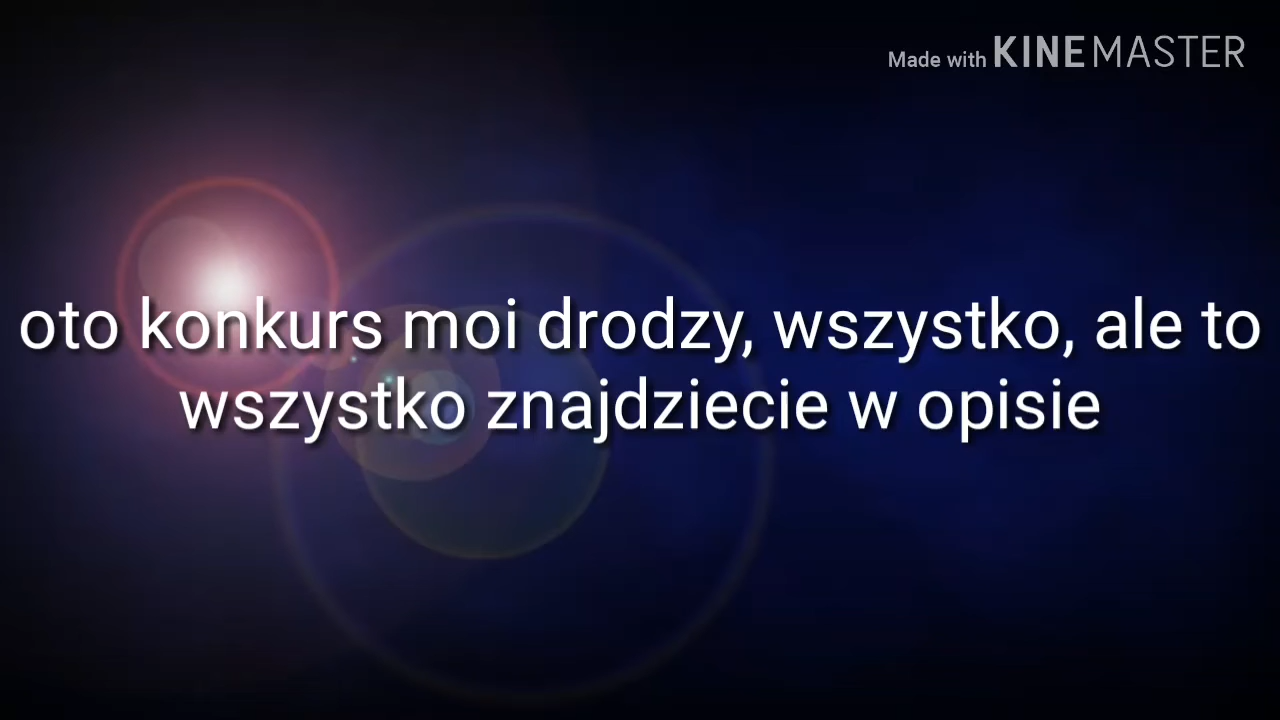 Made with KINEMASTER
oto konkurs moi drodzy, wszystko, ale to
wszystko znajdziecie w opisie